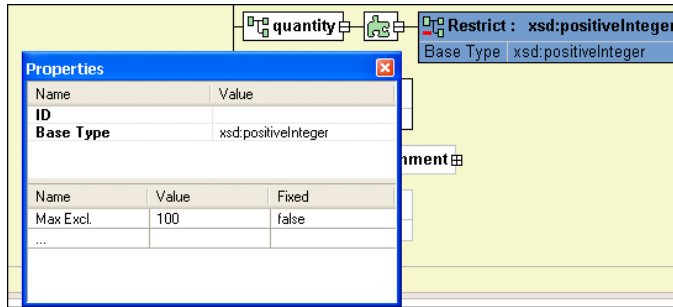 quantity
Restrict : xsd:positiveInteger
Base Type xsd:positiveInteger
Properties
Name Value
ID
Base Type xsd:positiveInteger
nment
Name Value Fixed
Max Excl. 100 false
...